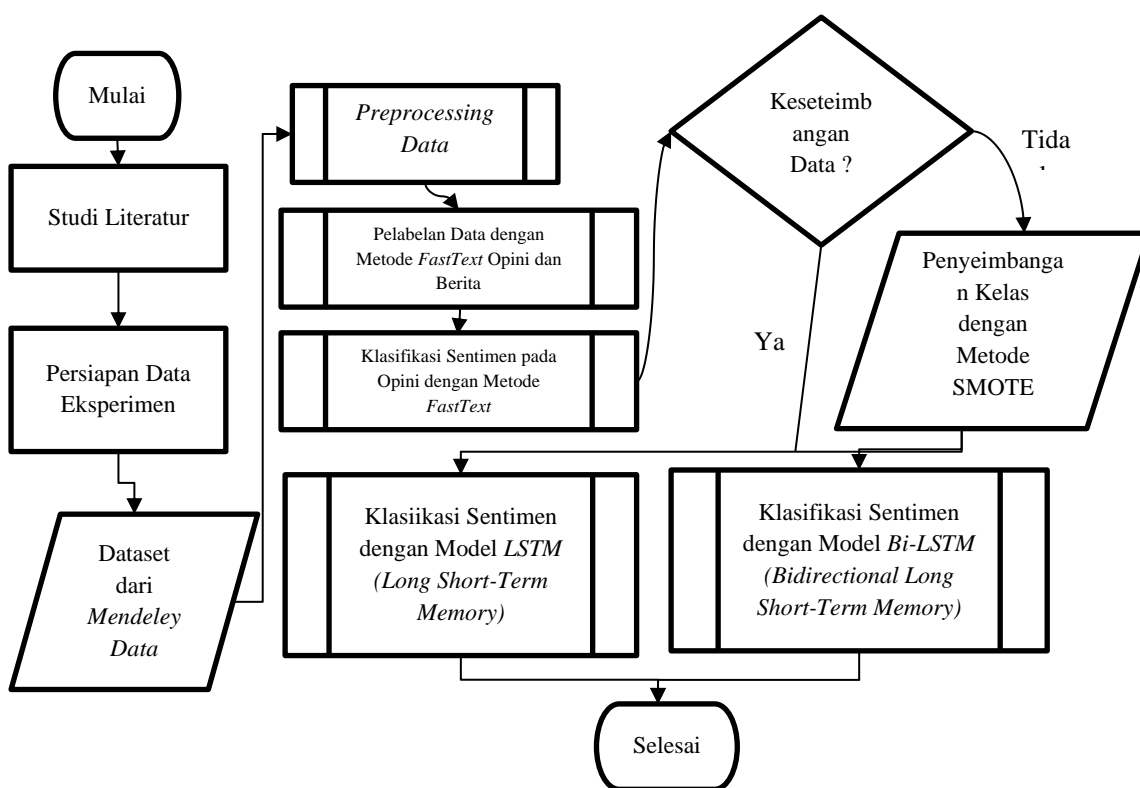 Mulai
Studi Literatur
Persiapan Data
Eksperimen
Dataset
dari
Mendeley
Data
Preprocessing
Data
Pelabelan Data dengan
Metode FastText Opini dan
Berita
Klasifikasi Sentimen pada
Opini dengan Metode
FastText
Keseteimb
angan
Data ?
Tida
Ya
Penyeimbanga
n Kelas
dengan
Metode
SMOTE
Klasiikasi Sentimen
dengan Model LSTM
(Long Short-Term
Memory)
Klasifikasi Sentimen
dengan Model Bi-LSTM
(Bidirectional Long
Short-Term Memory)
Selesai